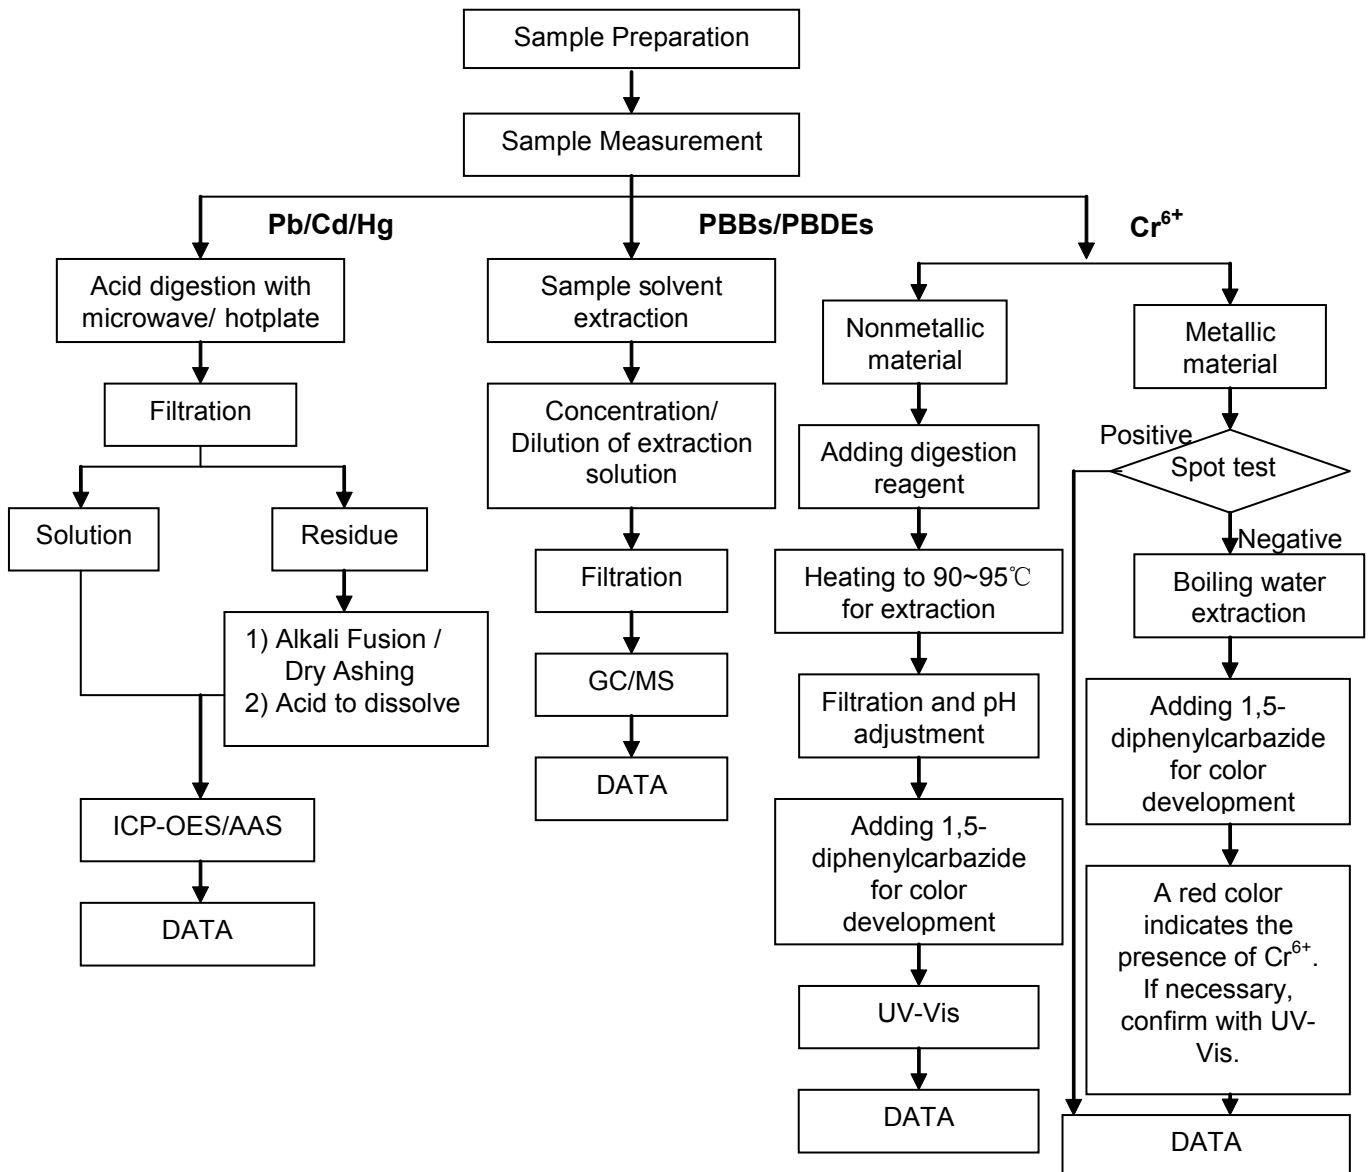 Sample Preparation
Sample Measurement
Pb/Cd/Hg
PBBs/PBDEs
Cr⁶⁺
Acid digestion with
microwave/ hotplate
Filtration
Solution
Residue
1) Alkali Fusion /
Dry Ashing
2) Acid to dissolve
ICP-OES/AAS
DATA
Sample solvent
extraction
Concentration/
Dilution of extraction
solution
Filtration
GC/MS
DATA
Nonmetallic
material
Adding digestion
reagent
Heating to 90~95℃
for extraction
Filtration and pH
adjustment
Adding 1,5-
diphenylcarbazide
for color
development
UV-Vis
DATA
Metallic
material
Positive
Spot test
Negative
Boiling water
extraction
Adding 1,5-
diphenylcarbazide
for color
development
A red color
indicates the
presence of Cr⁶⁺.
If necessary,
confirm with UV-
Vis.
DATA